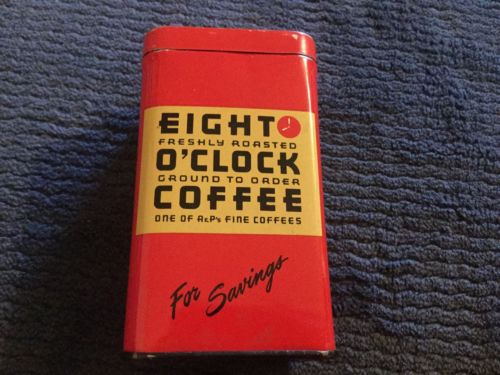 EIGHT
FRESHLY ROASTED
O'CLOCK
GROUND TO ORDER
COFFEE
ONE OF A&P's FINE COFFEES
For Savings